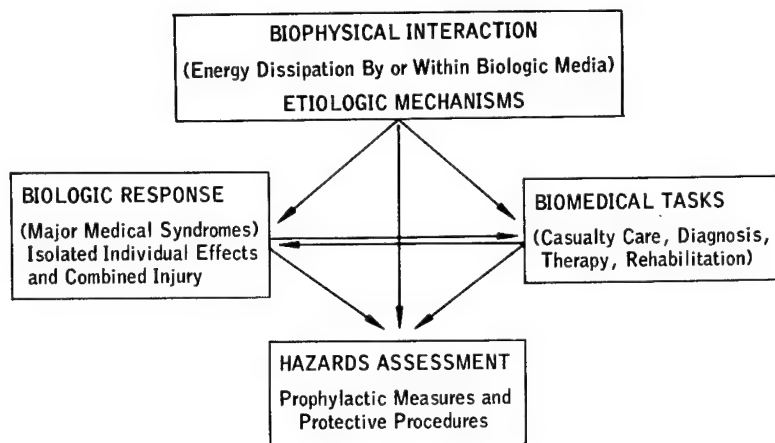 BIOPHYSICAL INTERACTION
(Energy Dissipation By or Within Biologic Media)
ETIOLOGIC MECHANISMS
BIOLOGIC RESPONSE
(Major Medical Syndromes)
Isolated Individual Effects
and Combined Injury
BIOMEDICAL TASKS
(Casualty Care, Diagnosis,
Therapy, Rehabilitation)
HAZARDS ASSESSMENT
Prophylactic Measures and
Protective Procedures